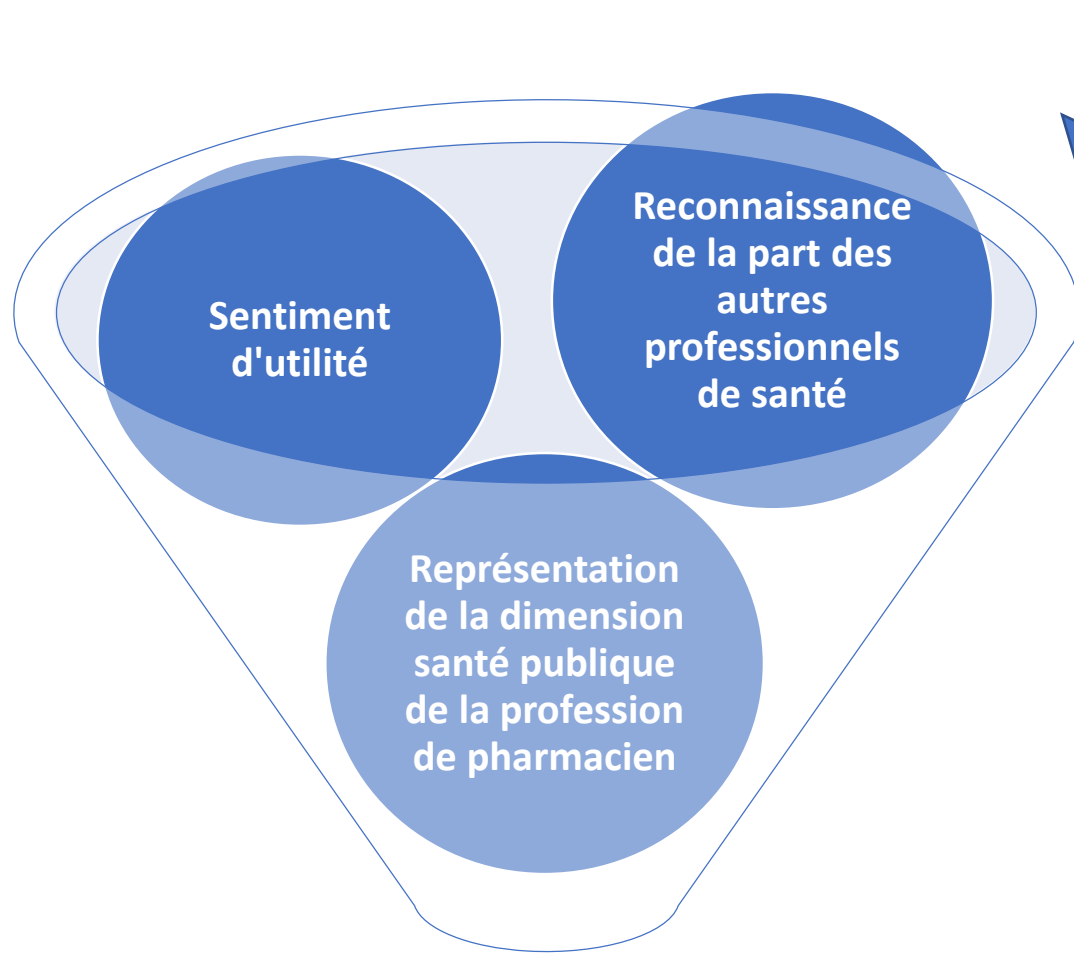 Sentiment
d'utilité
Reconnaissance
de la part des
autres
professionnels
de santé
Représentation
de la dimension
santé publique
de la profession
de pharmacien